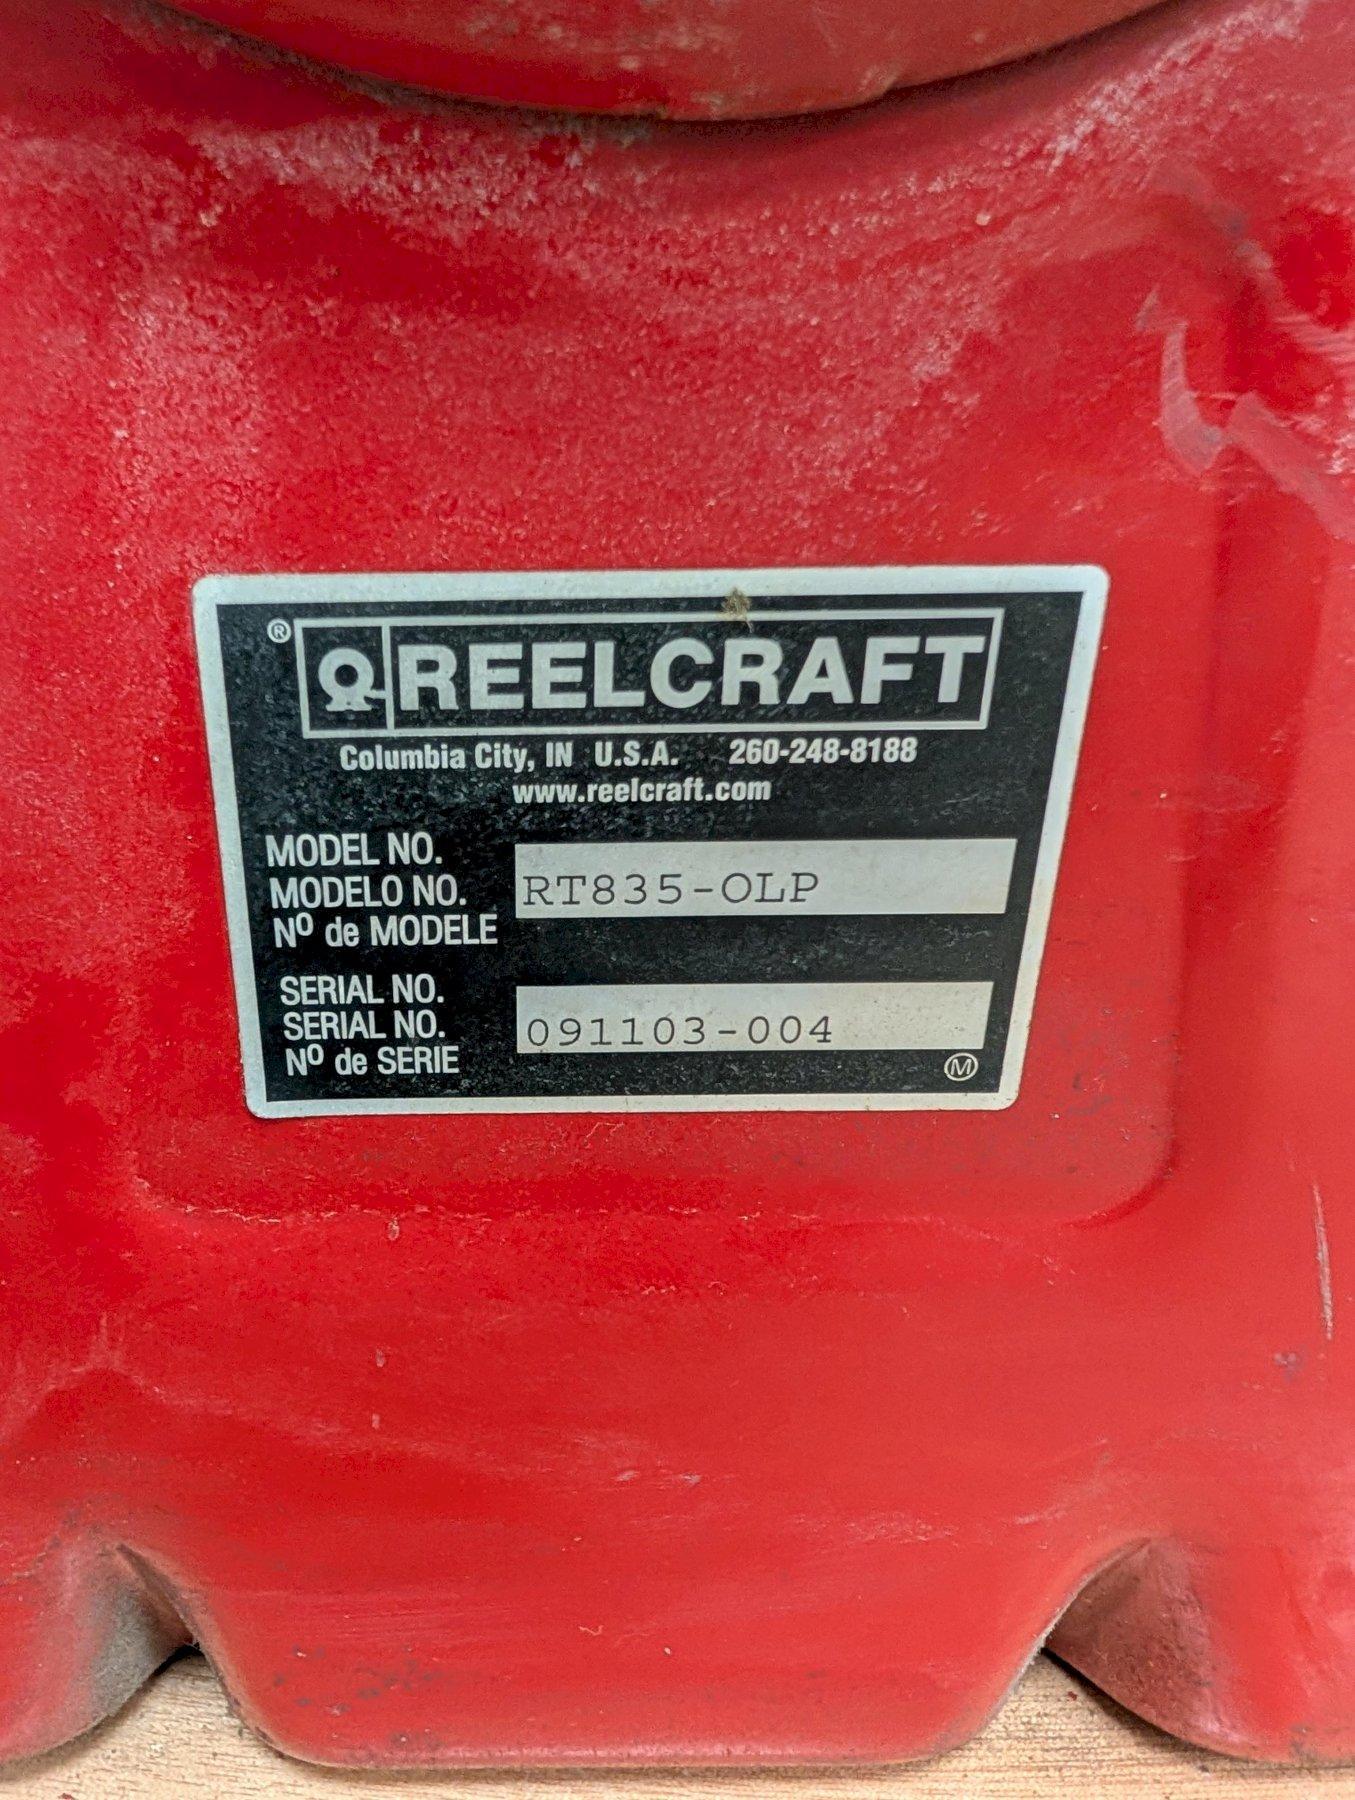 ® REELCRAFT
Columbia City, IN U.S.A. 260-248-8188
www.reelcraft.com
MODEL NO.
MODELO NO. RT835-OLP
Nº de MODELE
SERIAL NO.
SERIAL NO. 091103-004
Nº de SERIE
M